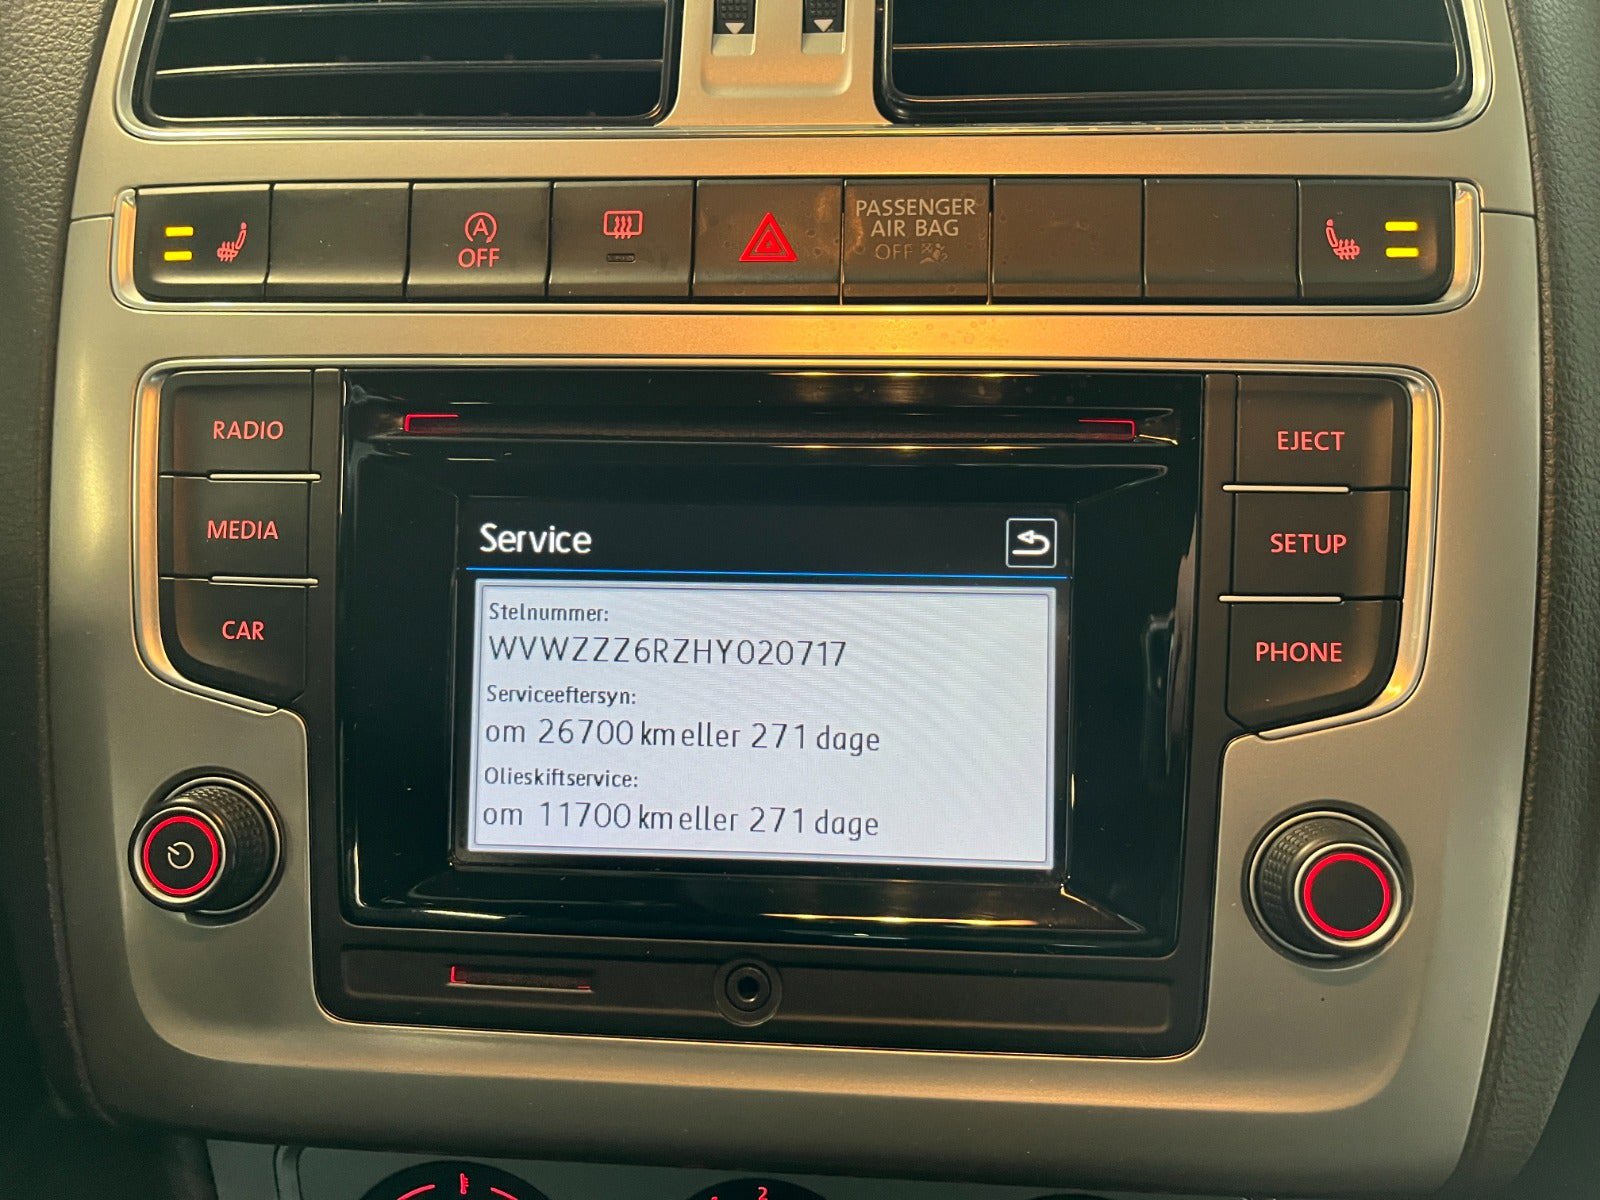 A
OFF
PASSENGER
AIR BAG
OFF
RADIO
MEDIA
CAR
EJECT
SETUP
PHONE
Service
Stelnummer:
WVWZZZ6RZHY020717
Serviceeftersyn:
om 26700 km eller 271 dage
Olieskiftservice:
om 11700 km eller 271 dage
2